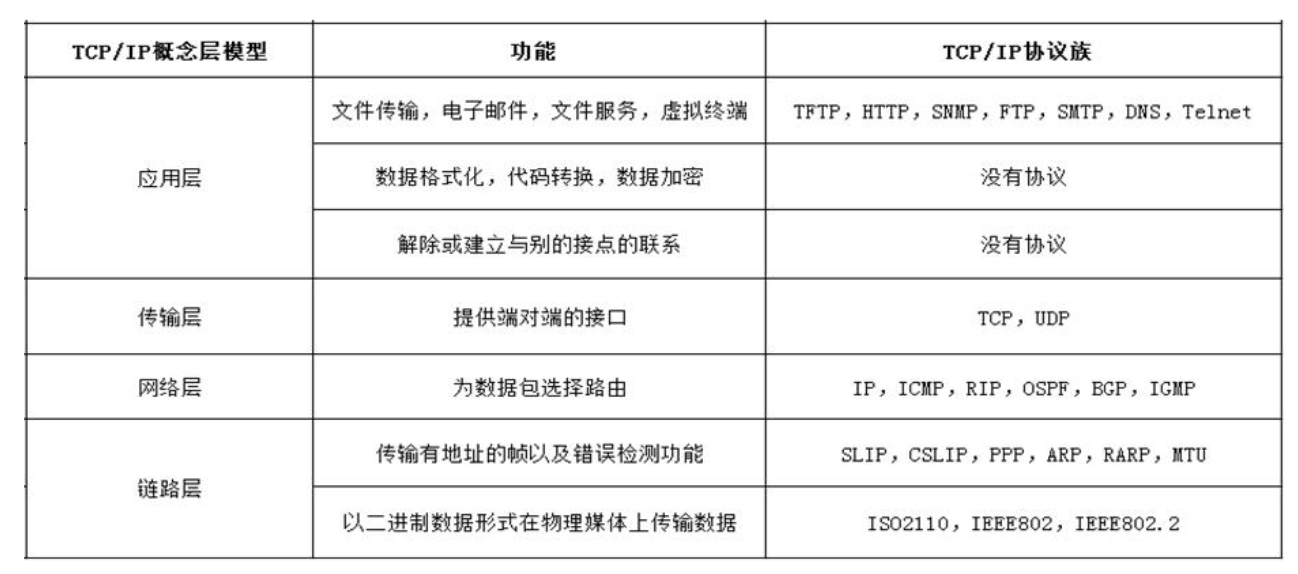 TCP/IP概念层模型 功能 TCP/IP协议族
文件传输，电子邮件，文件服务，虚拟终端 TFTP，HTTP，SNMP，FTP，SMTP，DNS，Telnet
应用层 数据格式化，代码转换，数据加密 没有协议
解除或建立与别的接点的联系 没有协议
传输层 提供端对端的接口 TCP，UDP
网络层 为数据包选择路由 IP，ICMP，RIP，OSPF，BGP，IGMP
传输有地址的帧以及错误检测功能 SLIP，CSLIP，PPP，ARP，RARP，MTU
链路层
以二进制数据形式在物理媒体上传输数据 ISO2110，IEEE802，IEEE802.2